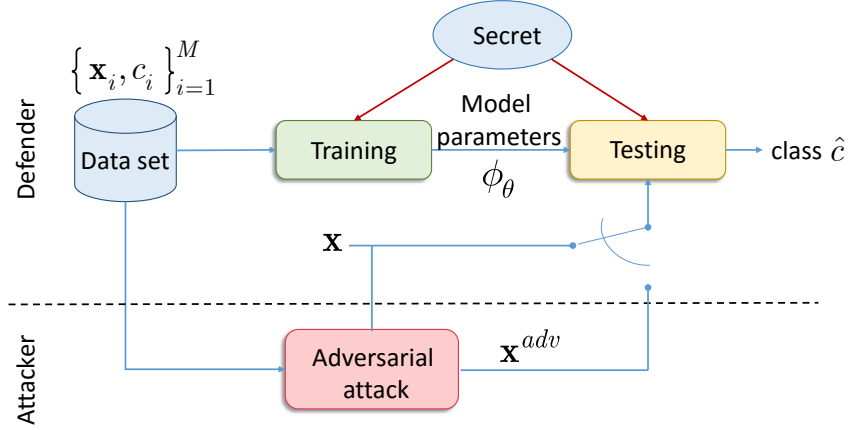 Secret
{ x_i, c_i }_{i=1}^{M}
Defender
Data set
Training
Model
parameters
ϕ_θ
Testing
class ĉ
x
Attacker
Adversarial
attack
x^{adv}